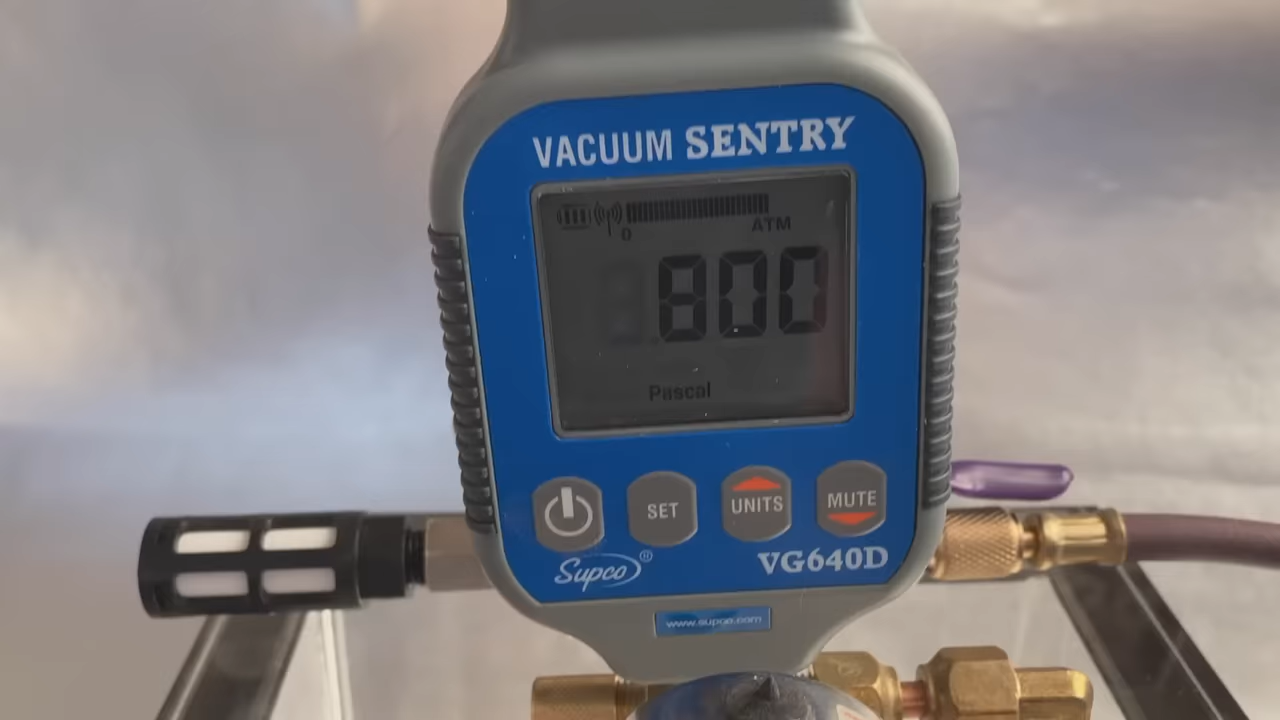 VACUUM SENTRY
0 ATM
800
Pascal
SET UNITS MUTE
Supco® VG640D
www.supco.com